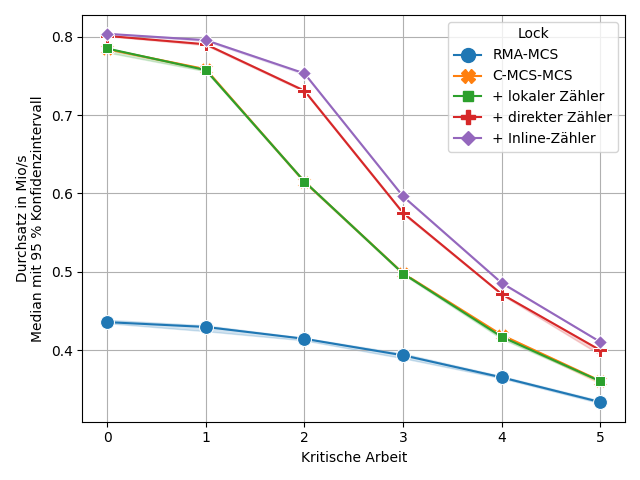 Durchsatz in Mio/s
Median mit 95 % Konfidenzintervall
0.8
0.7
0.6
0.5
0.4
0 1 2 3 4 5
Kritische Arbeit
Lock
RMA-MCS
C-MCS-MCS
+ lokaler Zähler
+ direkter Zähler
+ Inline-Zähler